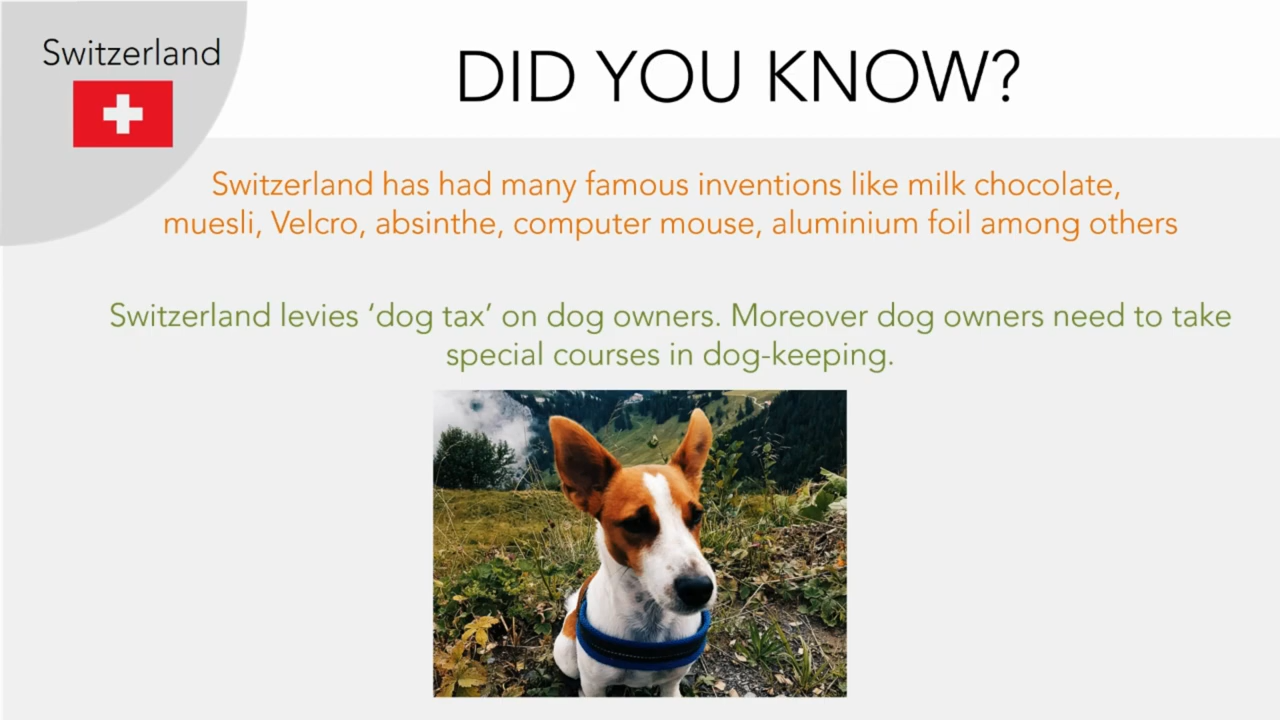 Switzerland
DID YOU KNOW?
Switzerland has had many famous inventions like milk chocolate,
muesli, Velcro, absinthe, computer mouse, aluminium foil among others
Switzerland levies ‘dog tax’ on dog owners. Moreover dog owners need to take
special courses in dog-keeping.